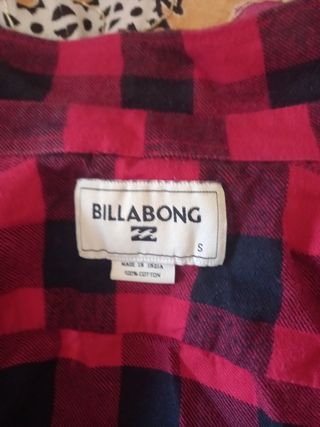 BILLABONG
S
MADE IN INDIA
100% COTTON